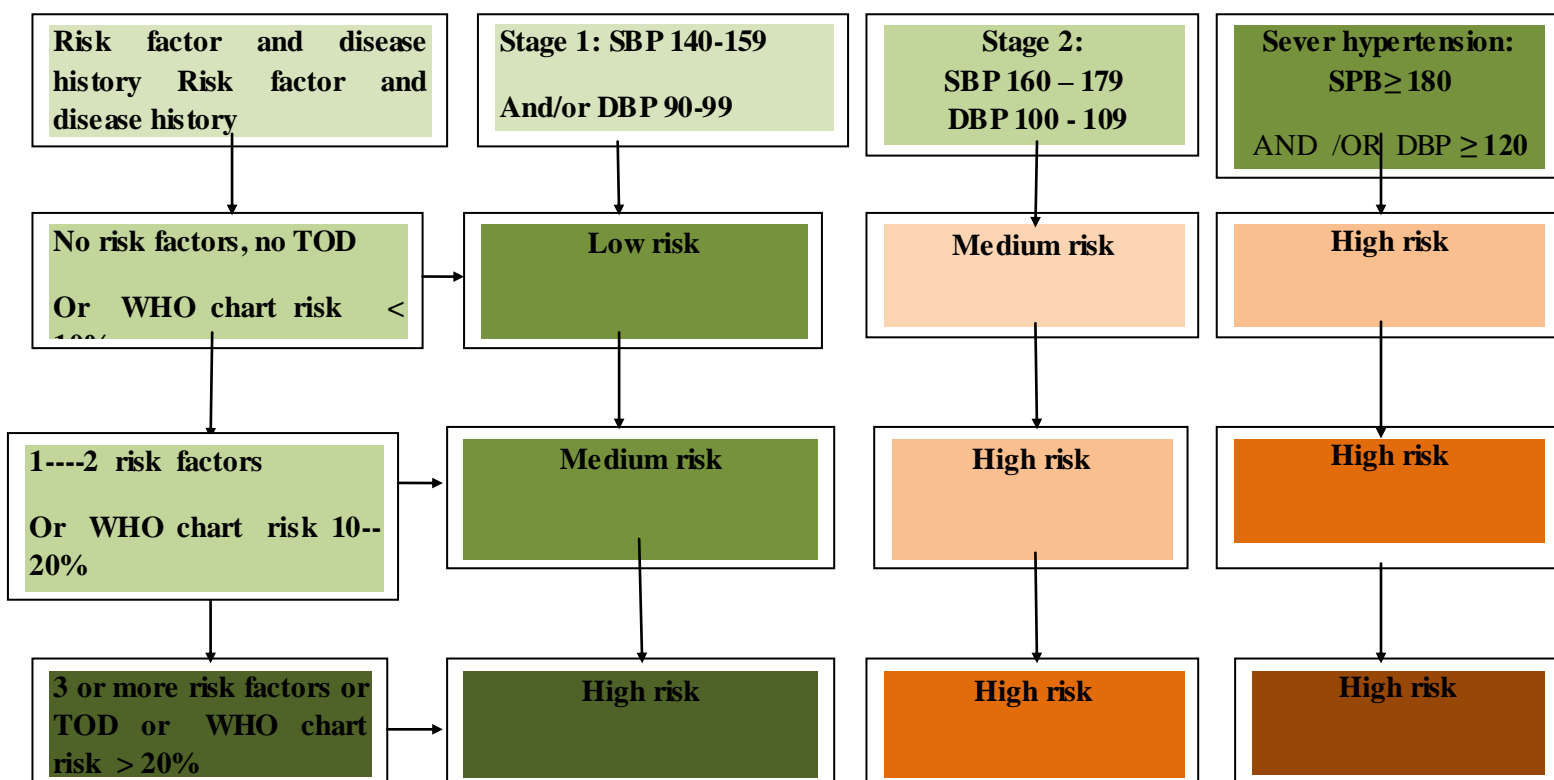 Risk factor and disease
history Risk factor and
disease history
Stage 1: SBP 140-159
And/or DBP 90-99
Stage 2:
SBP 160 – 179
DBP 100 - 109
Sever hypertension:
SPB≥ 180
AND /OR DBP ≥ 120
No risk factors, no TOD
Or WHO chart risk <
Low risk
Medium risk
High risk
1----2 risk factors
Or WHO chart risk 10--
20%
Medium risk
High risk
High risk
3 or more risk factors or
TOD or WHO chart
risk > 20%
High risk
High risk
High risk